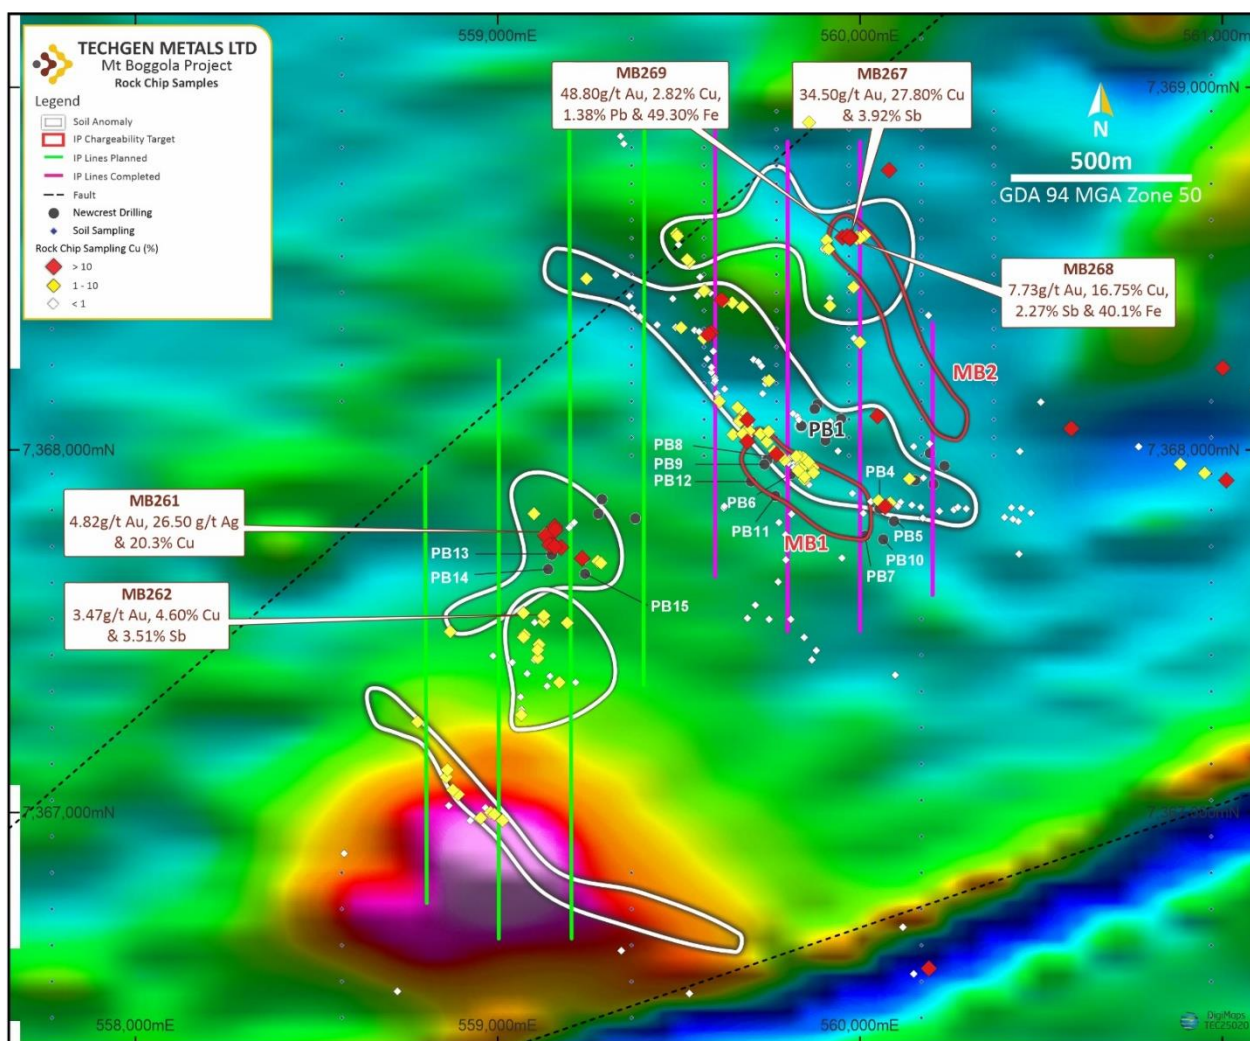 TECHGEN METALS LTD
Mt Boggola Project
Rock Chip Samples
Legend
Soil Anomaly
IP Chargeability Target
IP Lines Planned
IP Lines Completed
Fault
Newcrest Drilling
Soil Sampling
Rock Chip Sampling Cu (%)
> 10
1 - 10
< 1
559,000mE
560,000mE
561,000mE
MB269
48.80g/t Au, 2.82% Cu,
1.38% Pb & 49.30% Fe
MB267
34.50g/t Au, 27.80% Cu
& 3.92% Sb
7,369,000mN
N
500m
GDA 94 MGA Zone 50
MB268
7.73g/t Au, 16.75% Cu,
2.27% Sb & 40.1% Fe
MB2
PB1
7,368,000mN
7,368,000mN
PB8
PB9
PB12
PB6
PB11
PB4
PB5
PB10
PB7
MB1
MB261
4.82g/t Au, 26.50 g/t Ag
& 20.3% Cu
PB13
PB14
PB15
MB262
3.47g/t Au, 4.60% Cu
& 3.51% Sb
7,367,000mN
7,367,000mN
558,000mE
559,000mE
560,000mE
DigiMaps
TEC25020